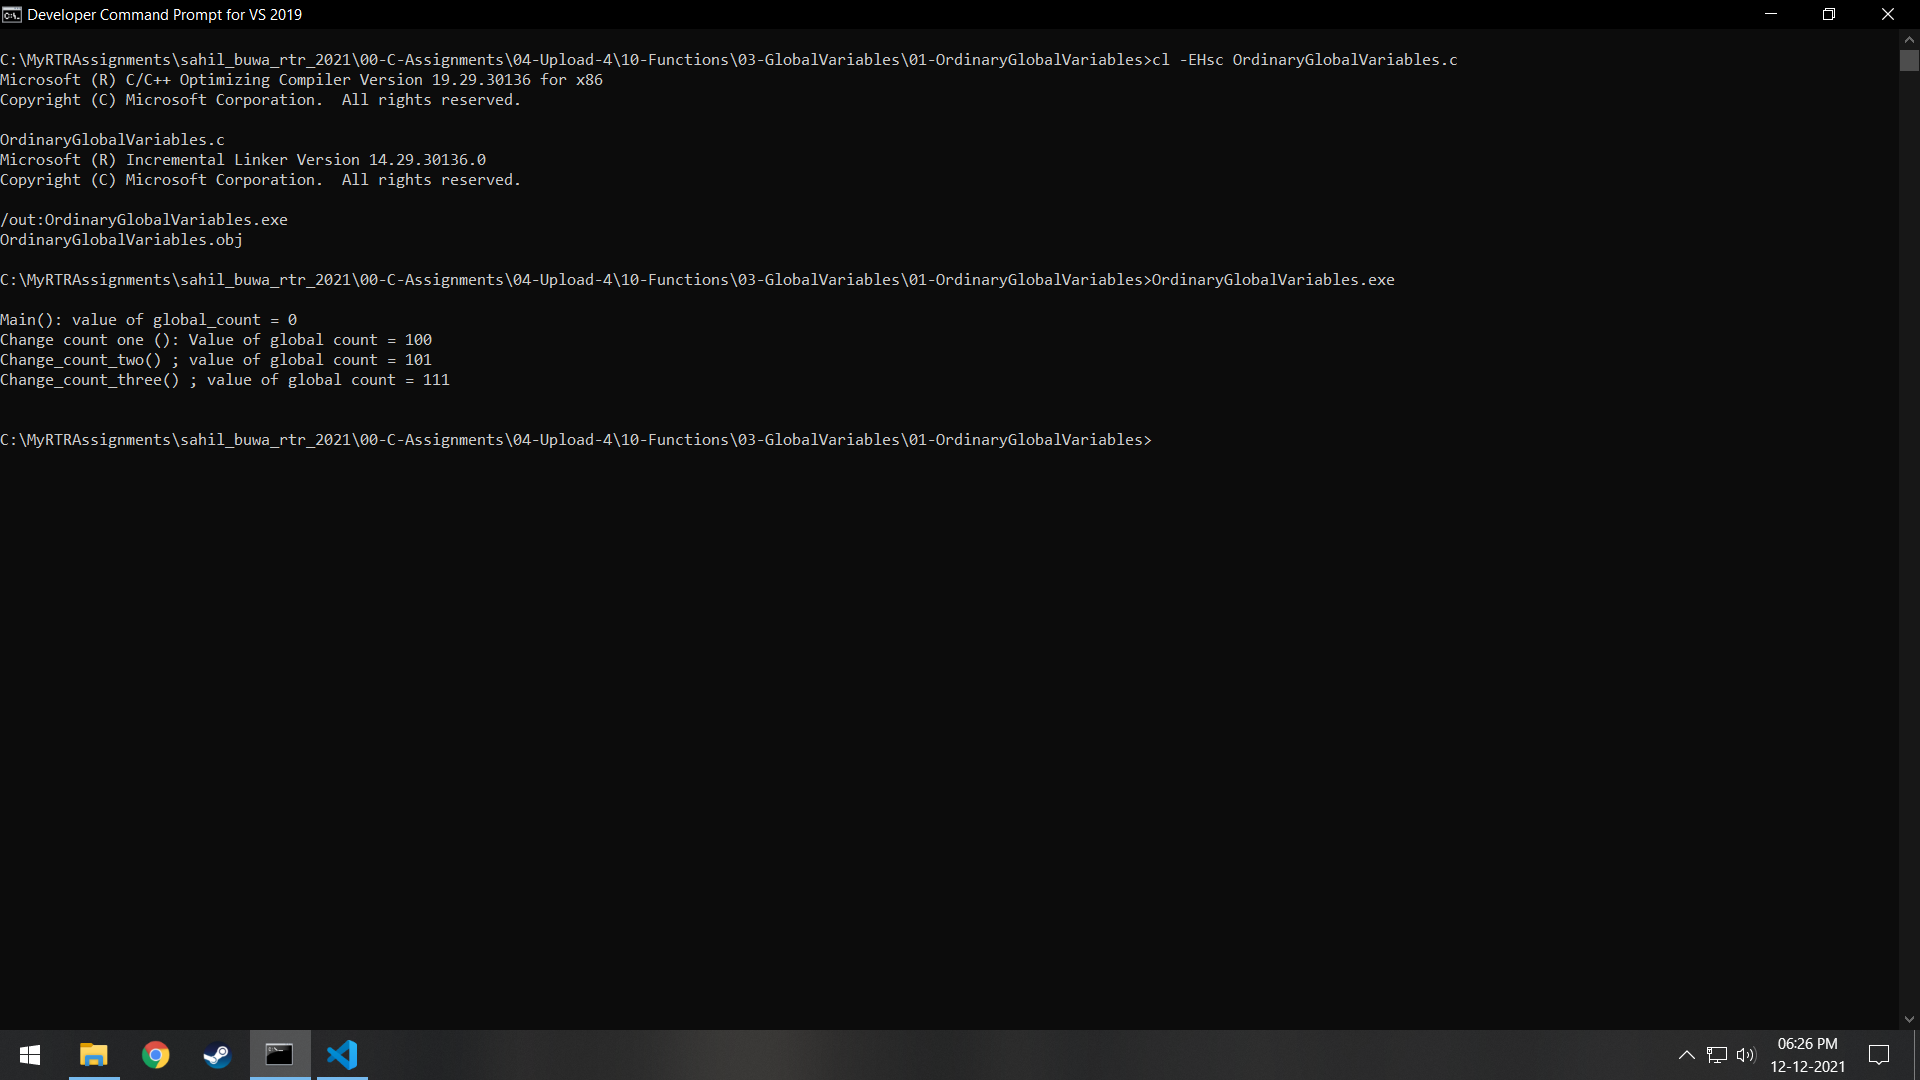 Developer Command Prompt for VS 2019
C:\MyRTRAssignments\sahil_buwa_rtr_2021\00-C-Assignments\04-Upload-4\10-Functions\03-GlobalVariables\01-OrdinaryGlobalVariables>cl -EHsc OrdinaryGlobalVariables.c
Microsoft (R) C/C++ Optimizing Compiler Version 19.29.30136 for x86
Copyright (C) Microsoft Corporation.  All rights reserved.
OrdinaryGlobalVariables.c
Microsoft (R) Incremental Linker Version 14.29.30136.0
Copyright (C) Microsoft Corporation.  All rights reserved.
/out:OrdinaryGlobalVariables.exe
OrdinaryGlobalVariables.obj
C:\MyRTRAssignments\sahil_buwa_rtr_2021\00-C-Assignments\04-Upload-4\10-Functions\03-GlobalVariables\01-OrdinaryGlobalVariables>OrdinaryGlobalVariables.exe
Main(): value of global_count = 0
Change count one (): Value of global count = 100
Change_count_two() ; value of global count = 101
Change_count_three() ; value of global count = 111
C:\MyRTRAssignments\sahil_buwa_rtr_2021\00-C-Assignments\04-Upload-4\10-Functions\03-GlobalVariables\01-OrdinaryGlobalVariables>
06:26 PM
12-12-2021